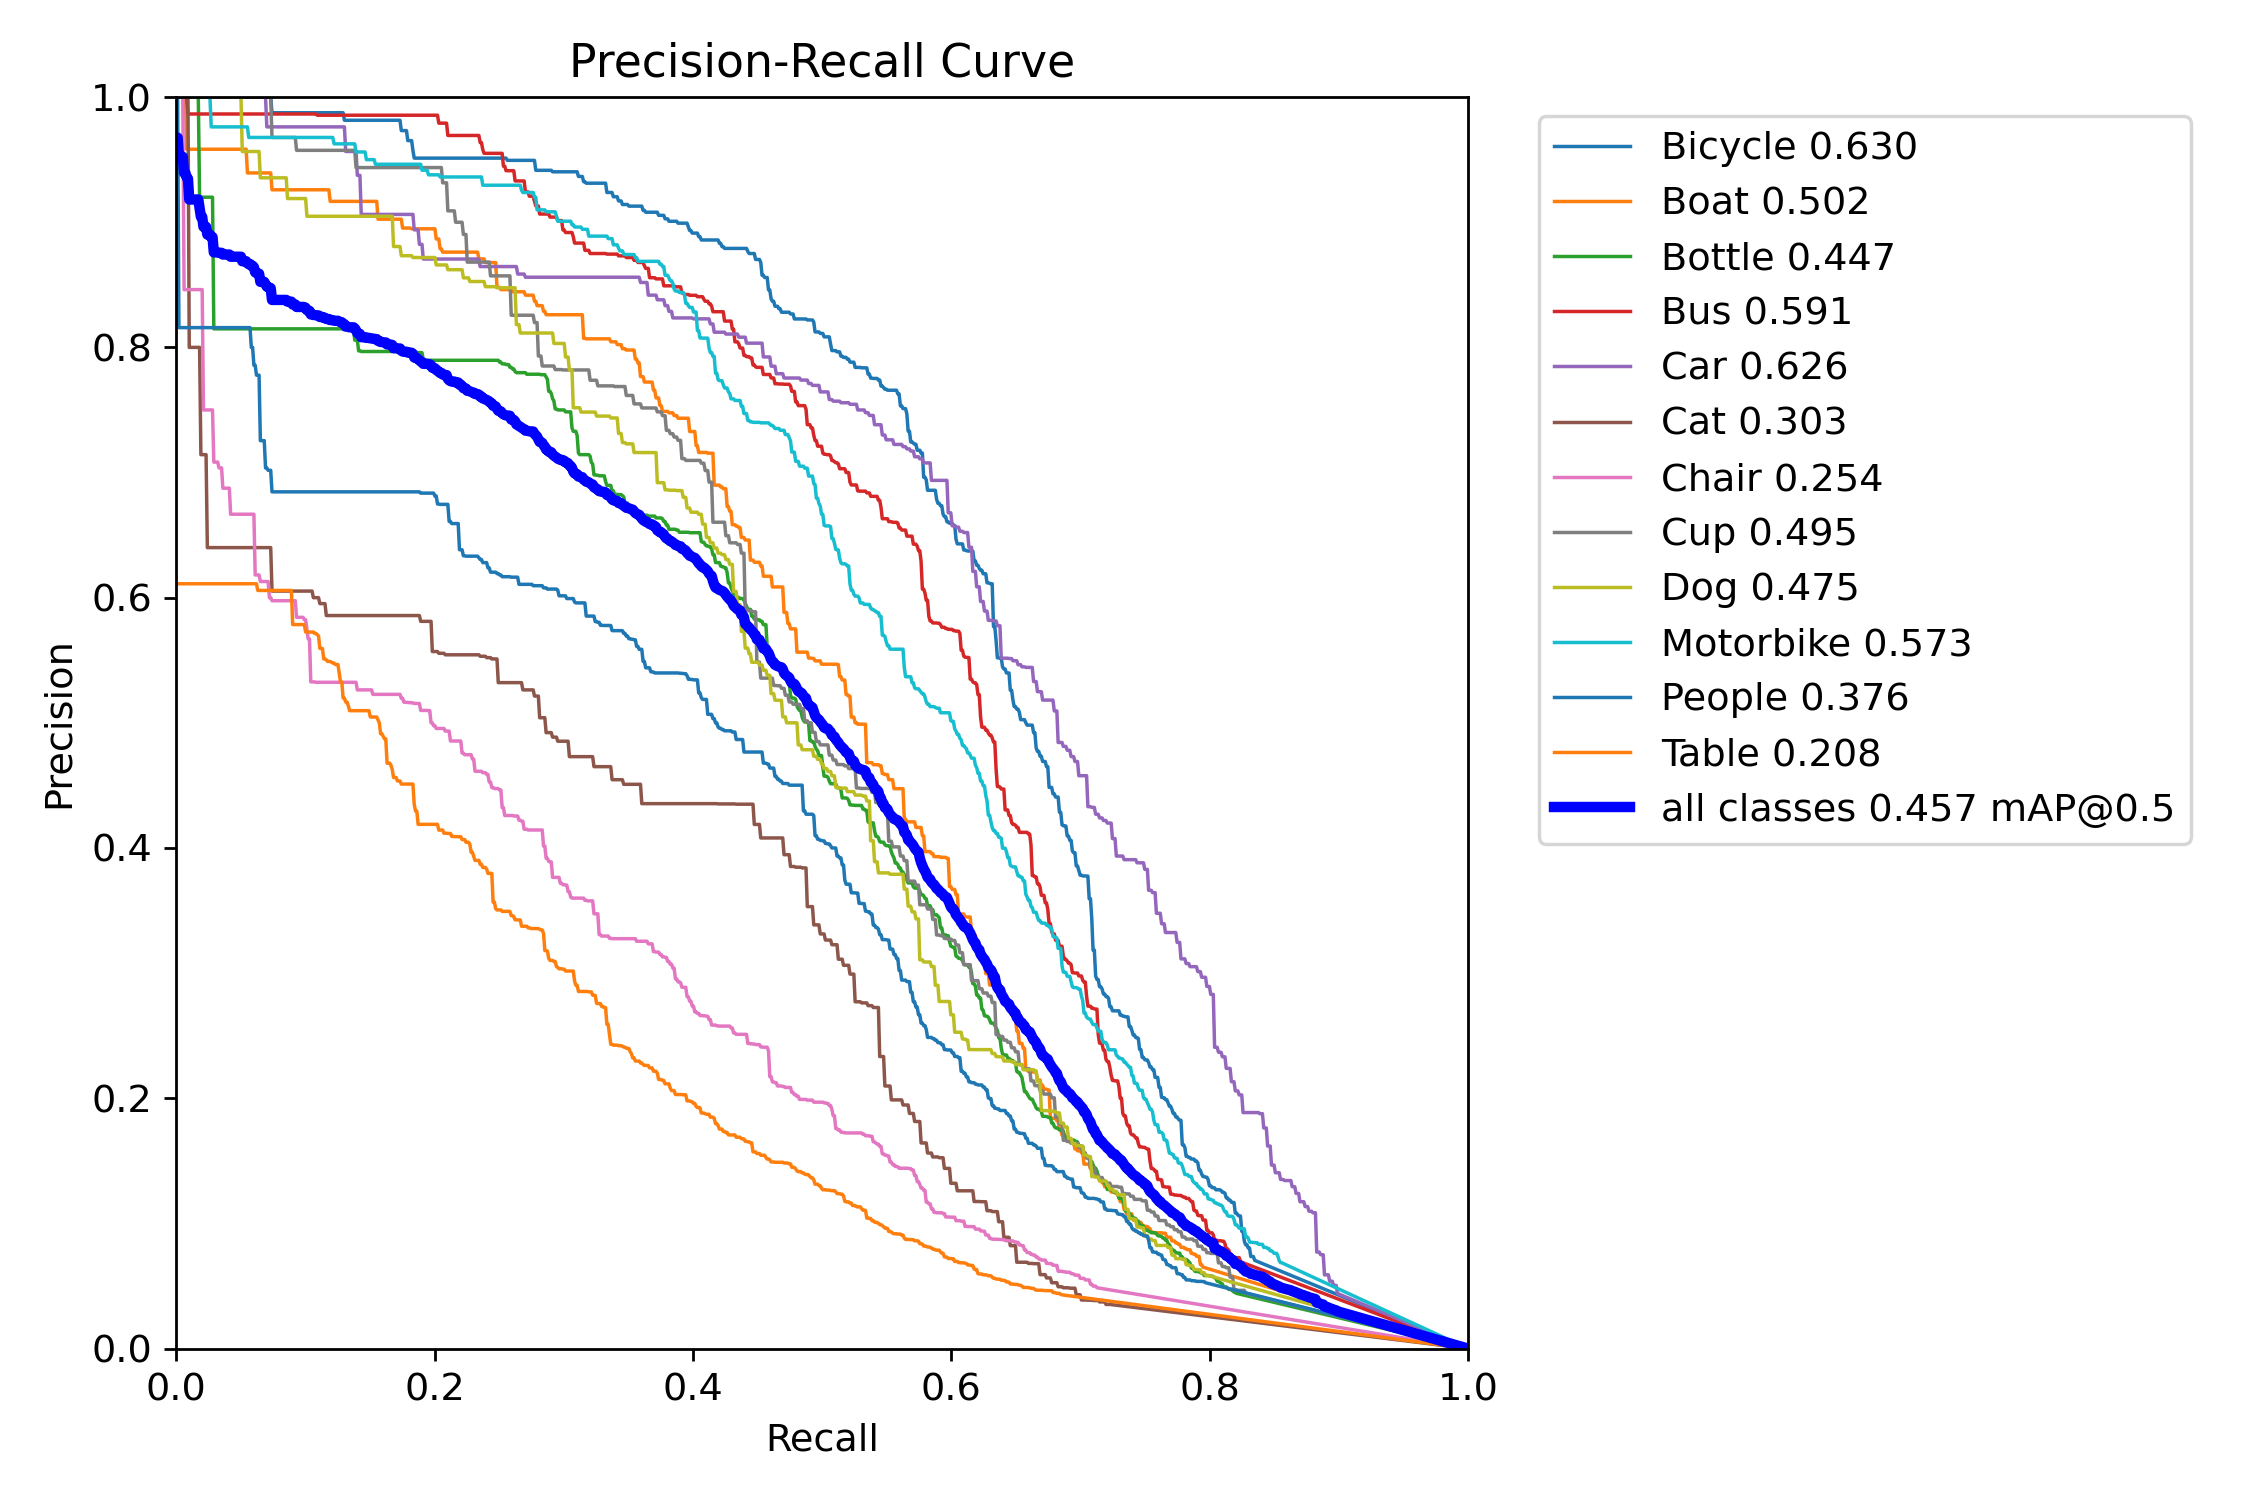 Precision-Recall Curve
1.0
0.8
0.6
0.4
0.2
0.0
Precision
0.0 0.2 0.4 0.6 0.8 1.0
Recall
Bicycle 0.630
Boat 0.502
Bottle 0.447
Bus 0.591
Car 0.626
Cat 0.303
Chair 0.254
Cup 0.495
Dog 0.475
Motorbike 0.573
People 0.376
Table 0.208
all classes 0.457 mAP@0.5